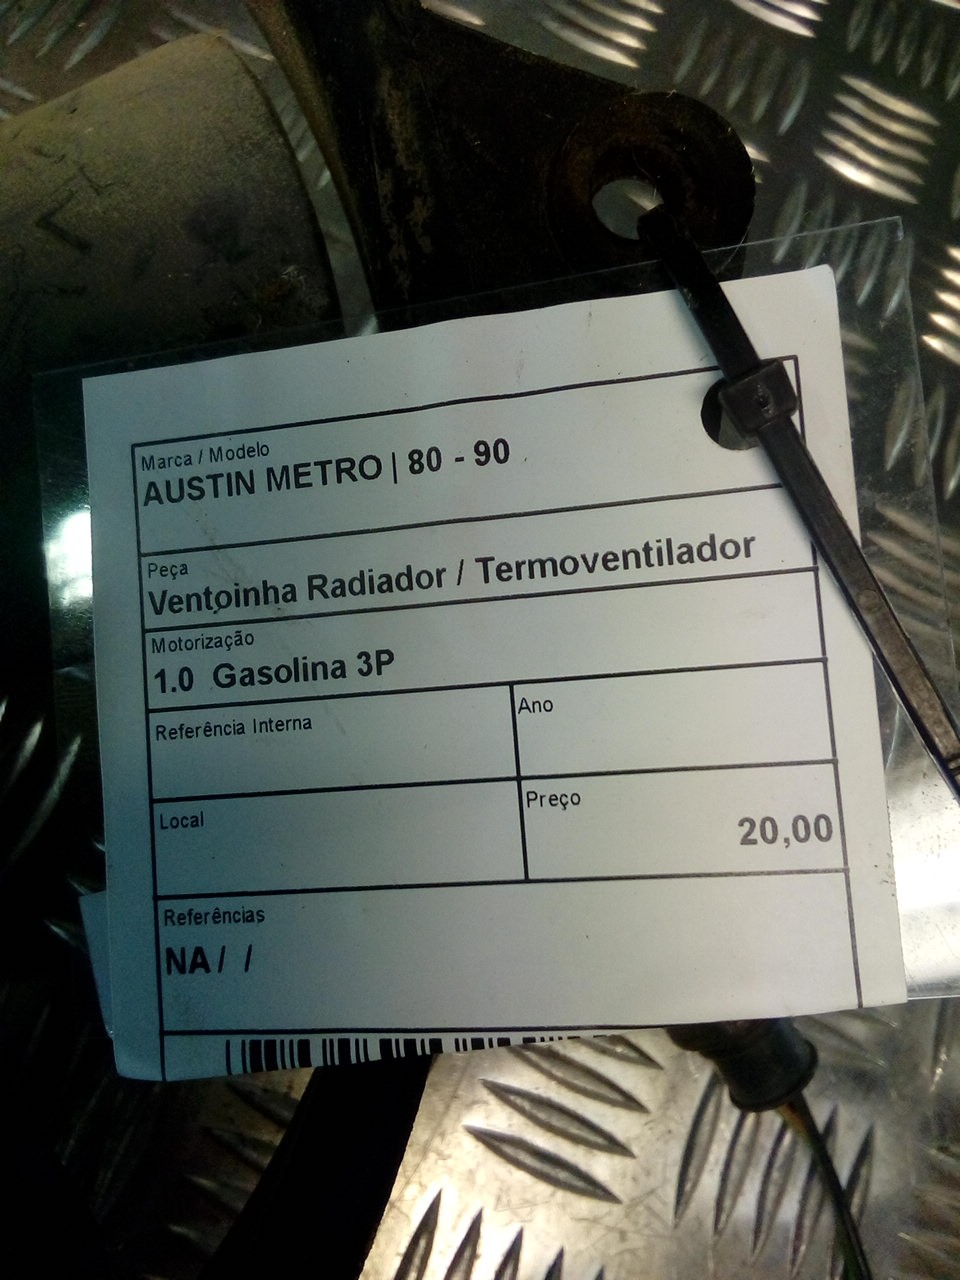 Marca / Modelo
AUSTIN METRO | 80 - 90
Peça
Ventoinha Radiador / Termoventilador
Motorização
1.0 Gasolina 3P
Referência Interna
Ano
Local
Preço
20,00
Referências
NA / /